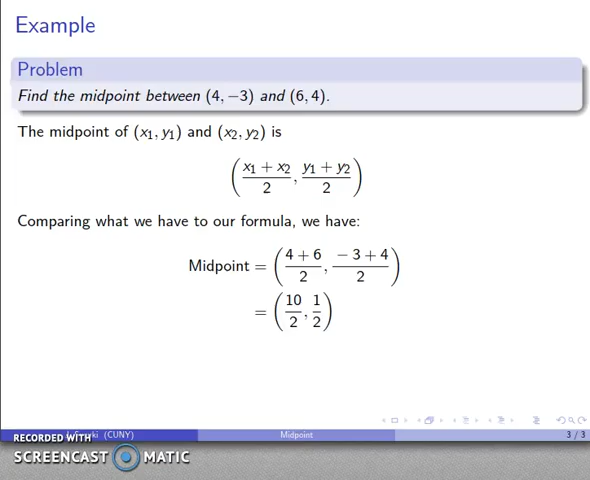 Example
Problem
Find the midpoint between (4, −3) and (6, 4).
The midpoint of (x₁, y₁) and (x₂, y₂) is
( (x₁ + x₂)/2 , (y₁ + y₂)/2 )
Comparing what we have to our formula, we have:
Midpoint = ( (4 + 6)/2 , (−3 + 4)/2 )
= ( 10/2 , 1/2 )
(CUNY) Midpoint 3 / 3
RECORDED WITH
SCREENCAST MATIC